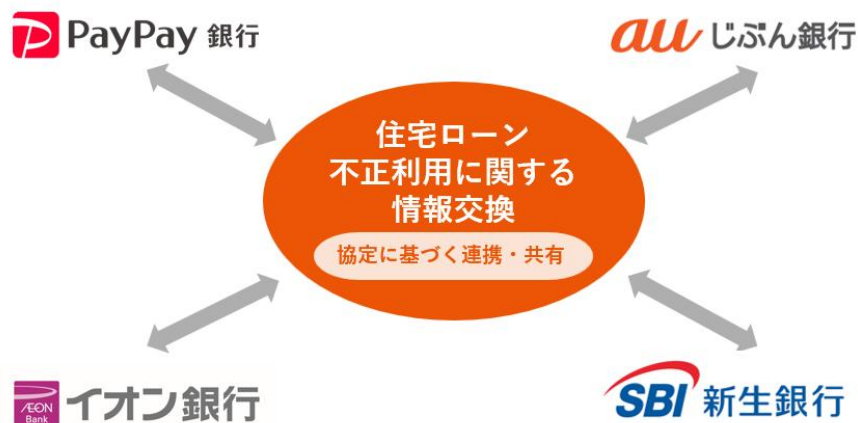 PayPay 銀行
au じぶん銀行
住宅ローン
不正利用に関する
情報交換
協定に基づく連携・共有
ÆON
Bank
イオン銀行
SBI 新生銀行